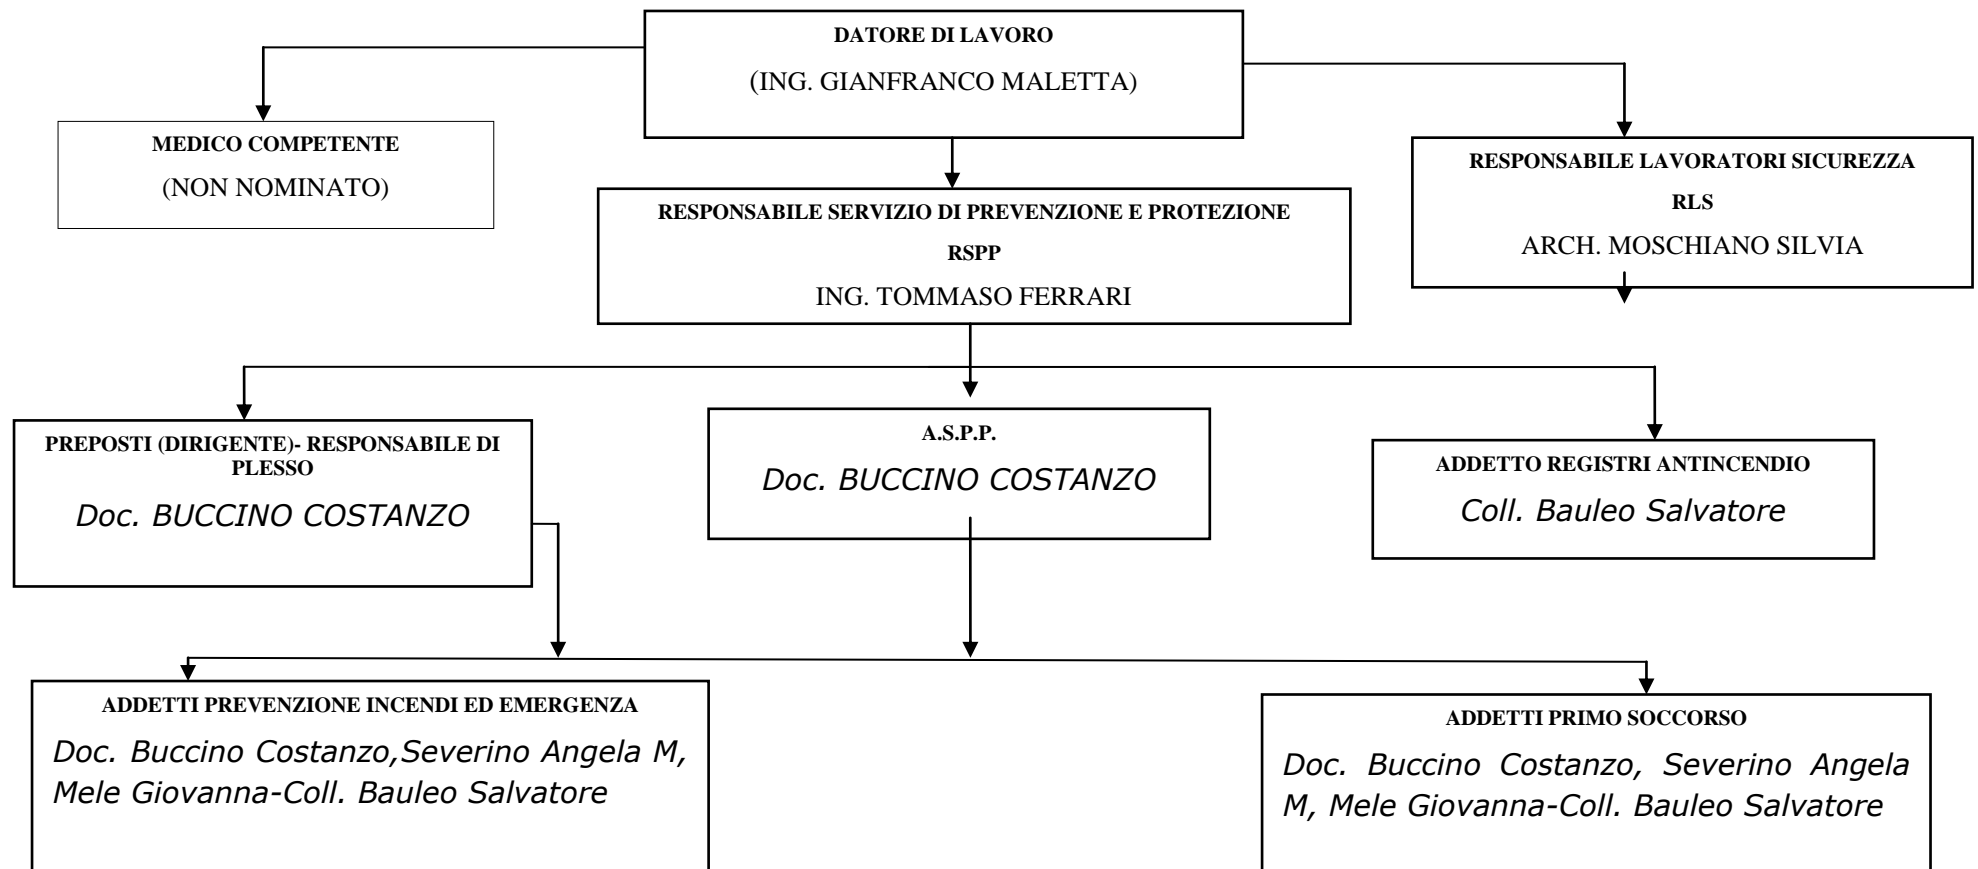 DATORE DI LAVORO
(ING. GIANFRANCO MALETTA)
MEDICO COMPETENTE
(NON NOMINATO)
RESPONSABILE LAVORATORI SICUREZZA
RLS
ARCH. MOSCHIANO SILVIA
RESPONSABILE SERVIZIO DI PREVENZIONE E PROTEZIONE
RSPP
ING. TOMMASO FERRARI
PREPOSTI (DIRIGENTE)- RESPONSABILE DI
PLESSO
Doc. BUCCINO COSTANZO
A.S.P.P.
Doc. BUCCINO COSTANZO
ADDETTO REGISTRI ANTINCENDIO
Coll. Bauleo Salvatore
ADDETTI PREVENZIONE INCENDI ED EMERGENZA
Doc. Buccino Costanzo,Severino Angela M,
Mele Giovanna-Coll. Bauleo Salvatore
ADDETTI PRIMO SOCCORSO
Doc. Buccino Costanzo, Severino Angela
M, Mele Giovanna-Coll. Bauleo Salvatore